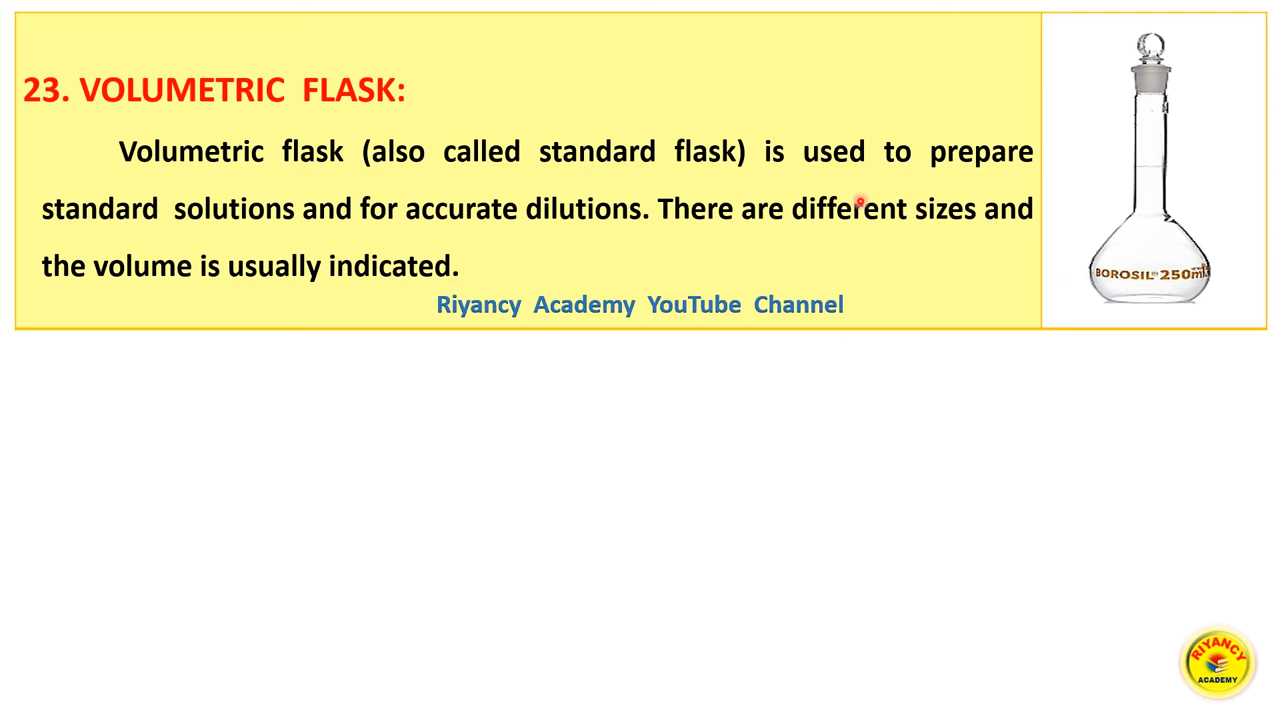 23. VOLUMETRIC FLASK:
Volumetric flask (also called standard flask) is used to prepare
standard solutions and for accurate dilutions. There are different sizes and
the volume is usually indicated.
Riyancy Academy YouTube Channel
BOROSIL 250ml
RIYANCY
ACADEMY